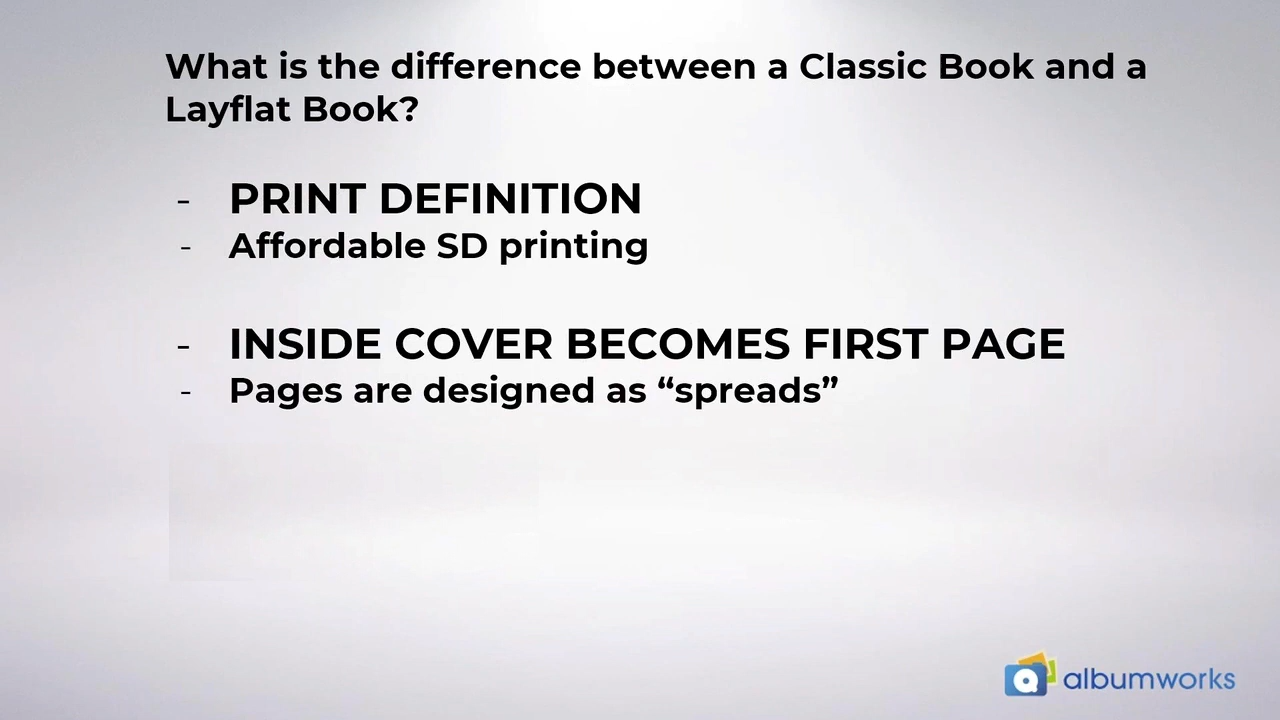 What is the difference between a Classic Book and a
Layflat Book?
- PRINT DEFINITION
- Affordable SD printing
- INSIDE COVER BECOMES FIRST PAGE
- Pages are designed as “spreads”
albumworks